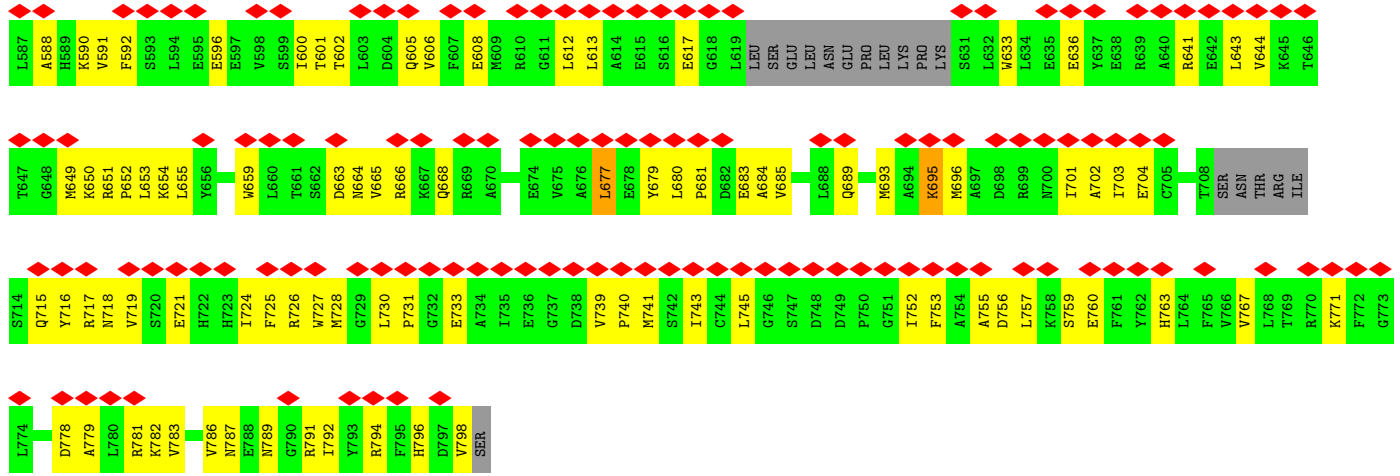 L587 A588 H589 K590 V591 F592 S593 L594 E595 E596 E597 V598 S599 I600 T601 T602 L603 D604 Q605 V606 F607 E608 M609 R610 G611 L612 L613 A614 E615 S616 E617 G618 L619 LEU SER GLU LEU ASN GLU PRO LEU LYS PRO LYS S631 L632 W633 L634 E635 E636 Y637 E638 R639 A640 R641 E642 L643 V644 K645 T646
T647 G648 M649 K650 R651 P652 L653 K654 L655 Y656 W659 L660 T661 S662 D663 N664 V665 R666 K667 Q668 R669 A670 E674 V675 A676 L677 E678 Y679 L680 P681 D682 E683 A684 V685 L688 Q689 M693 A694 K695 M696 A697 D698 R699 N700 I701 A702 I703 E704 C705 T708 SER ASN THR ARG ILE
S714 Q715 Y716 R717 N718 V719 S720 E721 H722 H723 I724 F725 R726 W727 M728 G729 L730 P731 G732 E733 A734 I735 E736 G737 D738 V739 P740 M741 S742 I743 C744 L745 G746 S747 D748 D749 P750 G751 I752 F753 A754 A755 D756 L757 K758 S759 E760 F761 Y762 H763 L764 F765 V766 V767 L768 T769 R770 K771 F772 G773
L774 D778 A779 L780 R781 K782 V783 V786 N787 E788 N789 G790 R791 I792 Y793 R794 F795 H796 D797 V798 SER